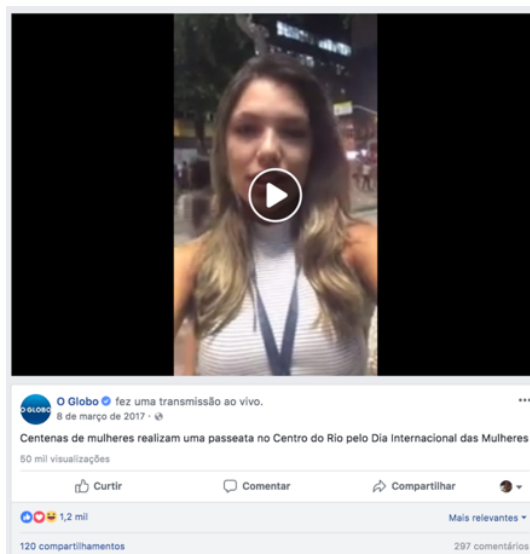 O Globo fez uma transmissão ao vivo.
O GLOBO
8 de março de 2017 ·
Centenas de mulheres realizam uma passeata no Centro do Rio pelo Dia Internacional das Mulheres
50 mil visualizações
Curtir Comentar Compartilhar
1,2 mil Mais relevantes
120 compartilhamentos 297 comentários